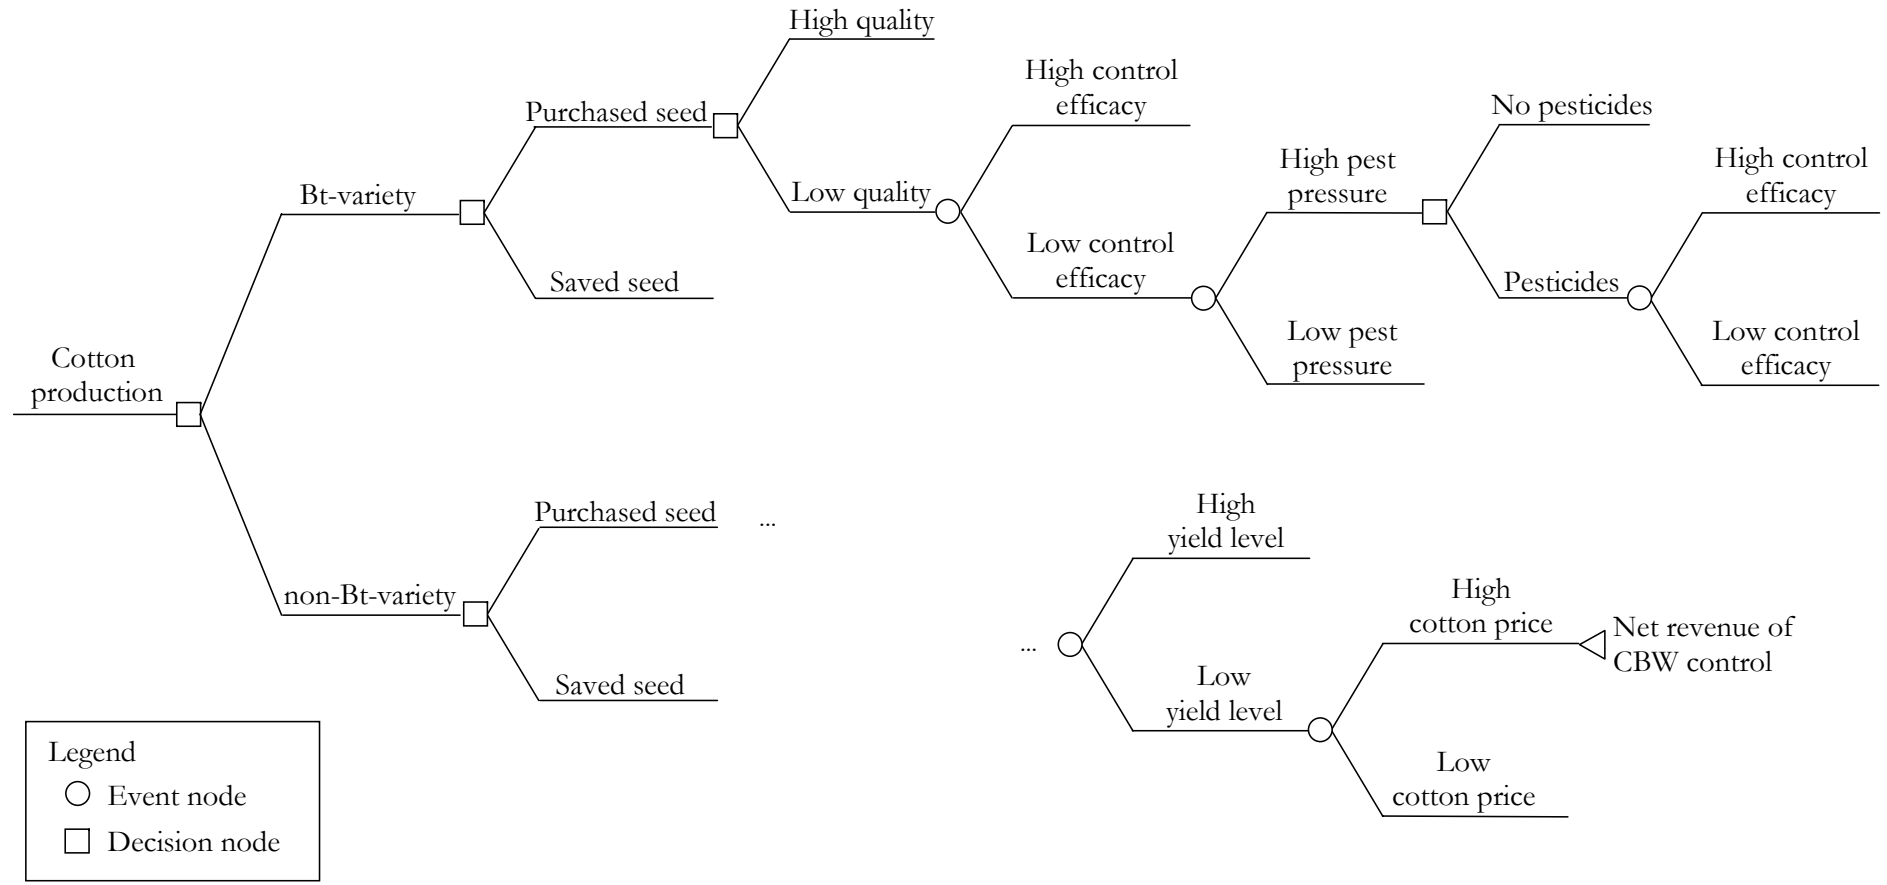 High quality
High control
efficacy
No pesticides
Purchased seed
High pest
pressure
High control
efficacy
Bt-variety
Low quality
Low control
efficacy
Saved seed
Pesticides
Low pest
pressure
Low control
efficacy
Cotton
production
Purchased seed
...
High
yield level
non-Bt-variety
High
cotton price
Net revenue of
CBW control
...
Low
yield level
Saved seed
Low
cotton price
Legend
Event node
Decision node